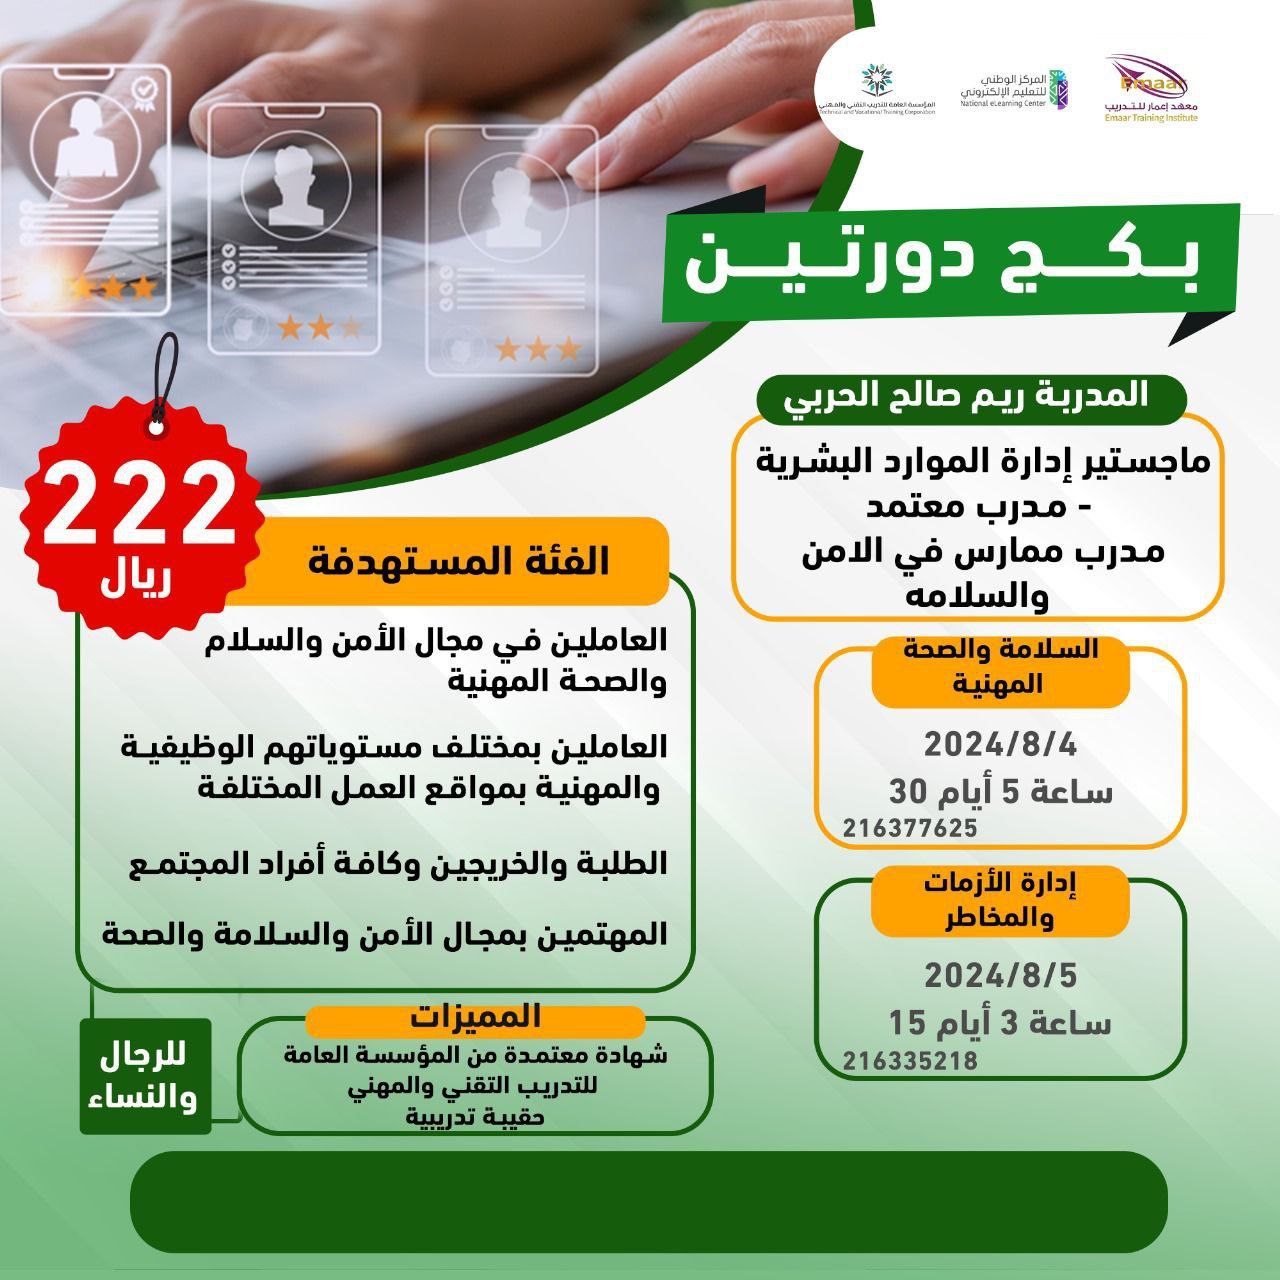 المؤسسة العامة للتدريب التقني والمهني
Technical and Vocational Training Corporation
المركز الوطني
للتعليم الإلكتروني
National eLearning Center
Emaar
معهد إعمار للتدريب
Emaar Training Institute
بكج دورتين
المدربة ريم صالح الحربي
ماجستير إدارة الموارد البشرية
- مدرب معتمد
مدرب ممارس في الامن
والسلامه
السلامة والصحة
المهنية
2024/8/4
ساعة 5 أيام 30
216377625
إدارة الأزمات
والمخاطر
2024/8/5
ساعة 3 أيام 15
216335218
222
ريال
الفئة المستهدفة
العاملين في مجال الأمن والسلام
والصحة المهنية
العاملين بمختلف مستوياتهم الوظيفية
والمهنية بمواقع العمل المختلفة
الطلبة والخريجين وكافة أفراد المجتمع
المهتمين بمجال الأمن والسلامة والصحة
المميزات
شهادة معتمدة من المؤسسة العامة
للتدريب التقني والمهني
حقيبة تدريبية
للرجال
والنساء